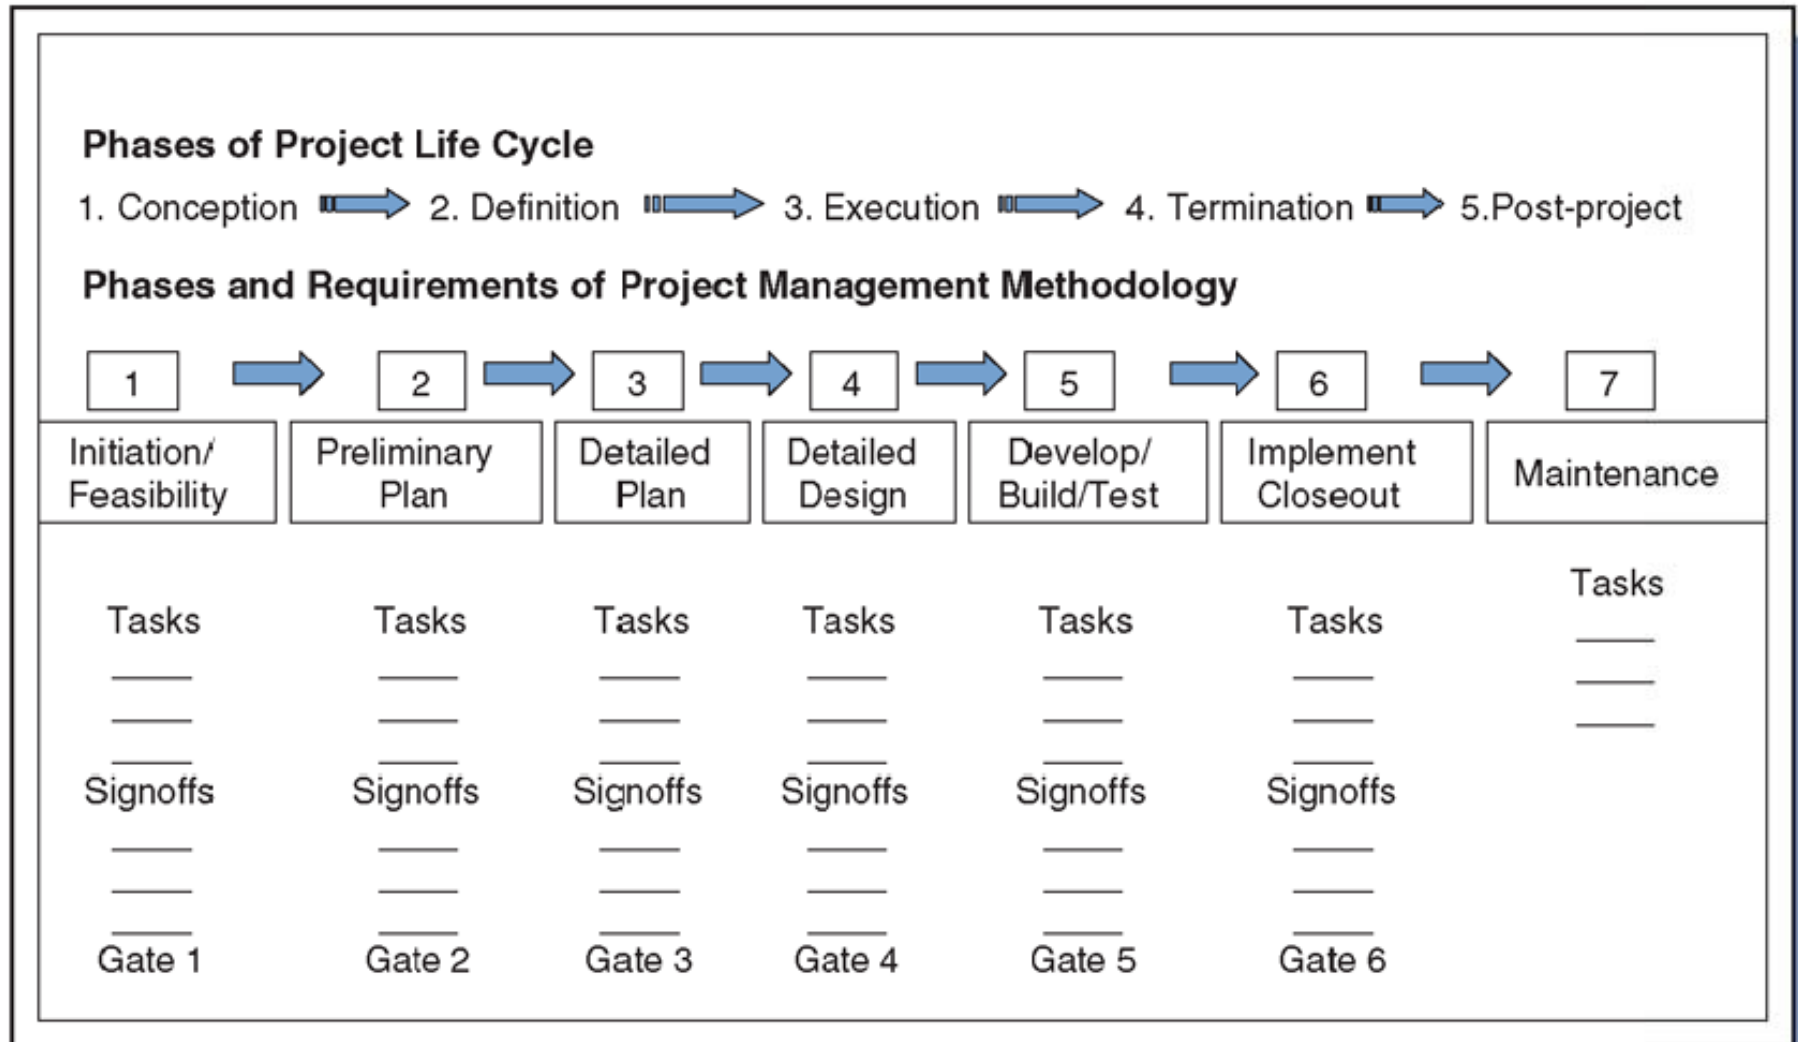 Phases of Project Life Cycle
1. Conception 2. Definition 3. Execution 4. Termination 5.Post-project
Phases and Requirements of Project Management Methodology
1 2 3 4 5 6 7
Initiation/ Preliminary Detailed Detailed Develop/ Implement Maintenance
Feasibility Plan Plan Design Build/Test Closeout
Tasks
Tasks Tasks Tasks Tasks Tasks Tasks
Signoffs Signoffs Signoffs Signoffs Signoffs Signoffs
Gate 1 Gate 2 Gate 3 Gate 4 Gate 5 Gate 6